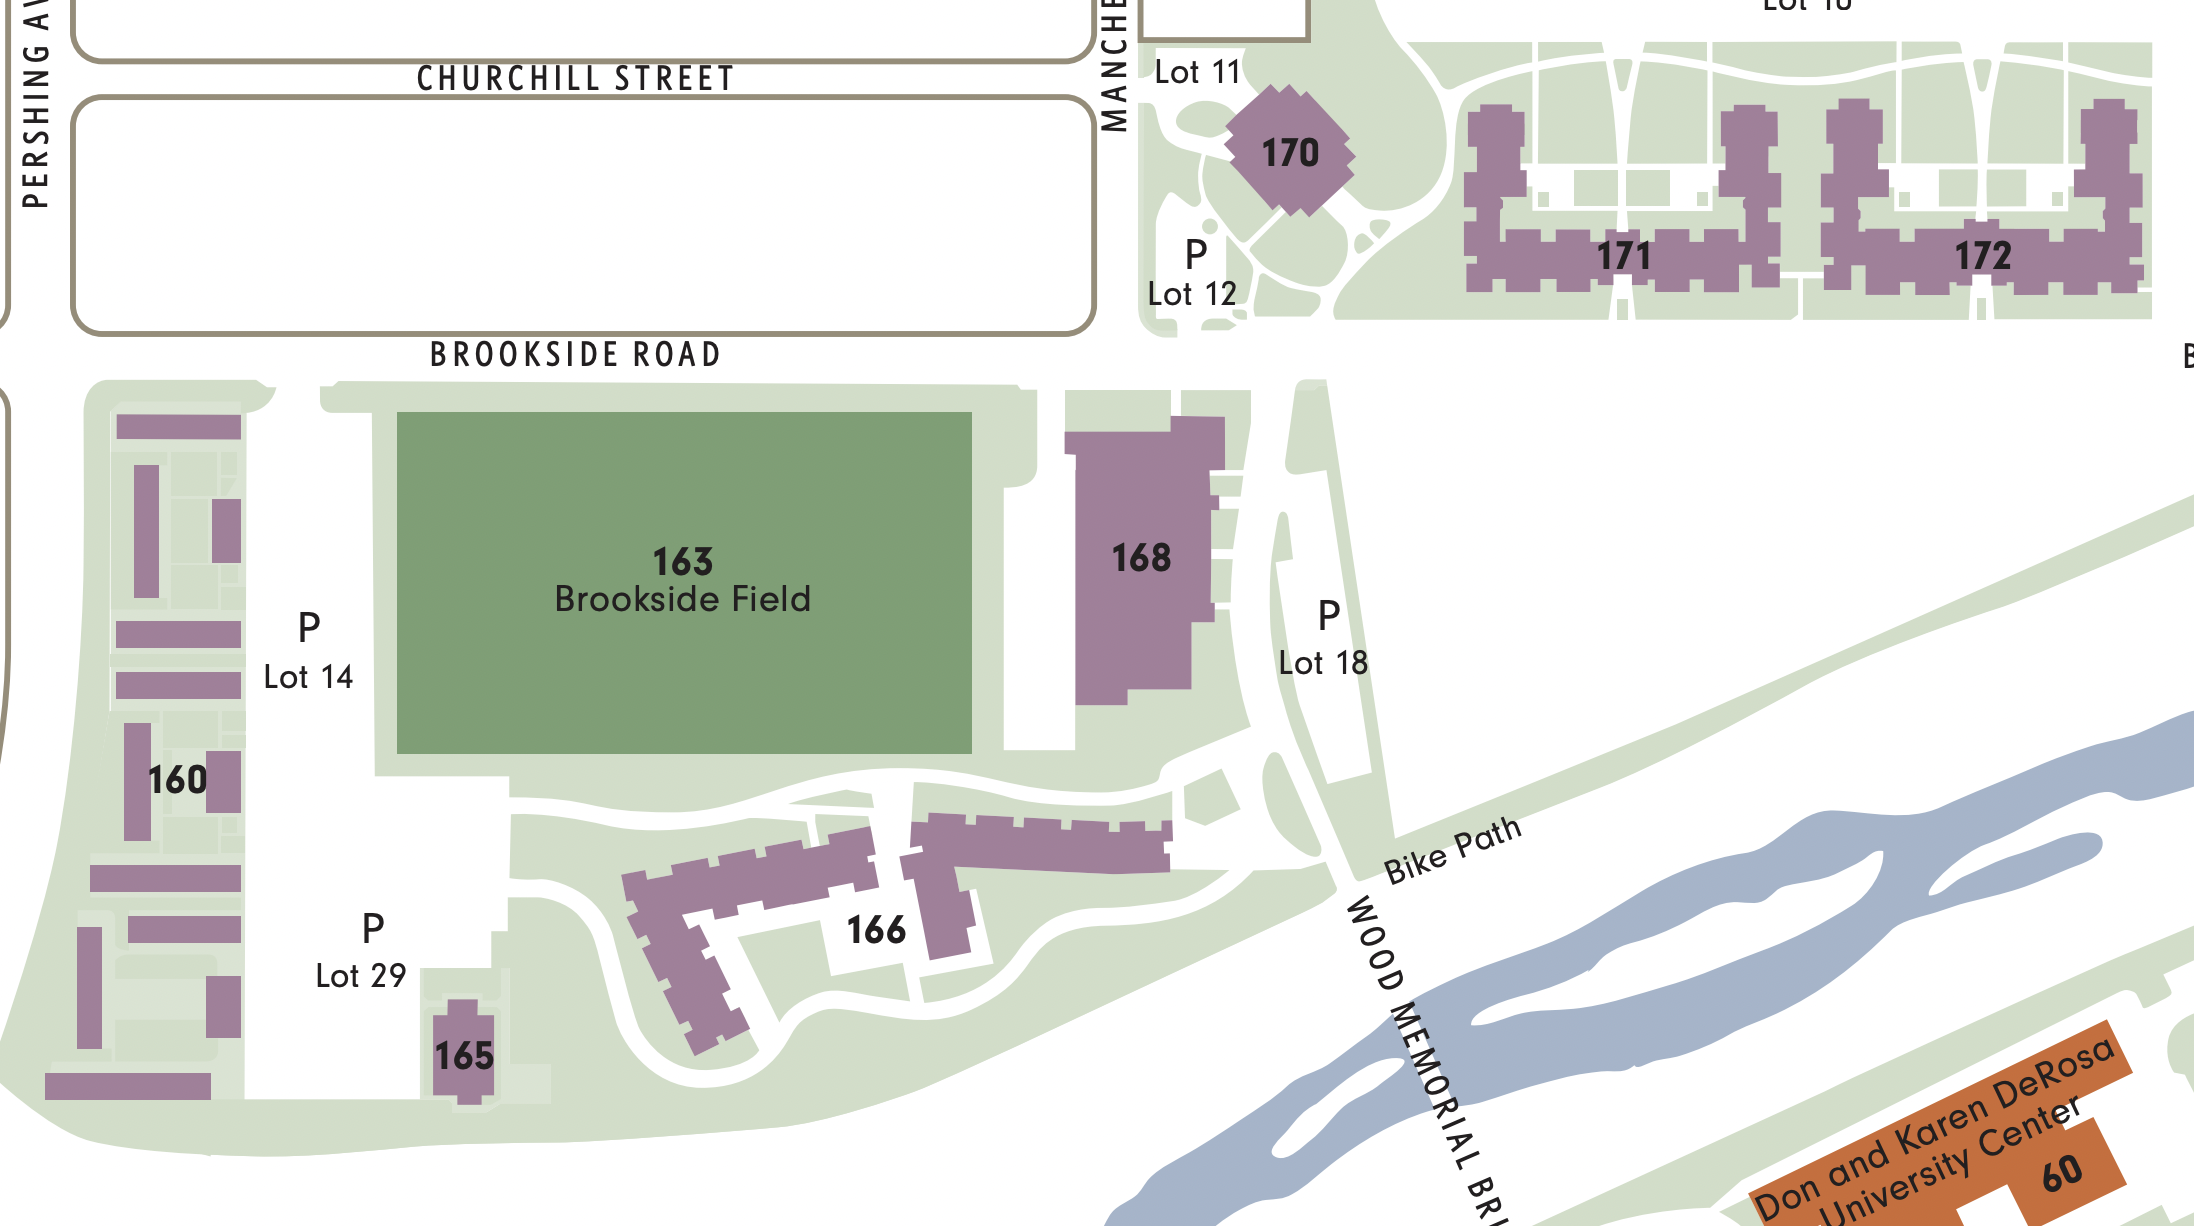 Lot 10
PERSHING AV
MANCHE
CHURCHILL STREET
Lot 11
170
P
Lot 12
171
172
BROOKSIDE ROAD
B
163
Brookside Field
168
P
Lot 14
P
Lot 18
160
Bike Path
166
P
Lot 29
165
WOOD MEMORIAL BRI
Don and Karen DeRosa
University Center
60